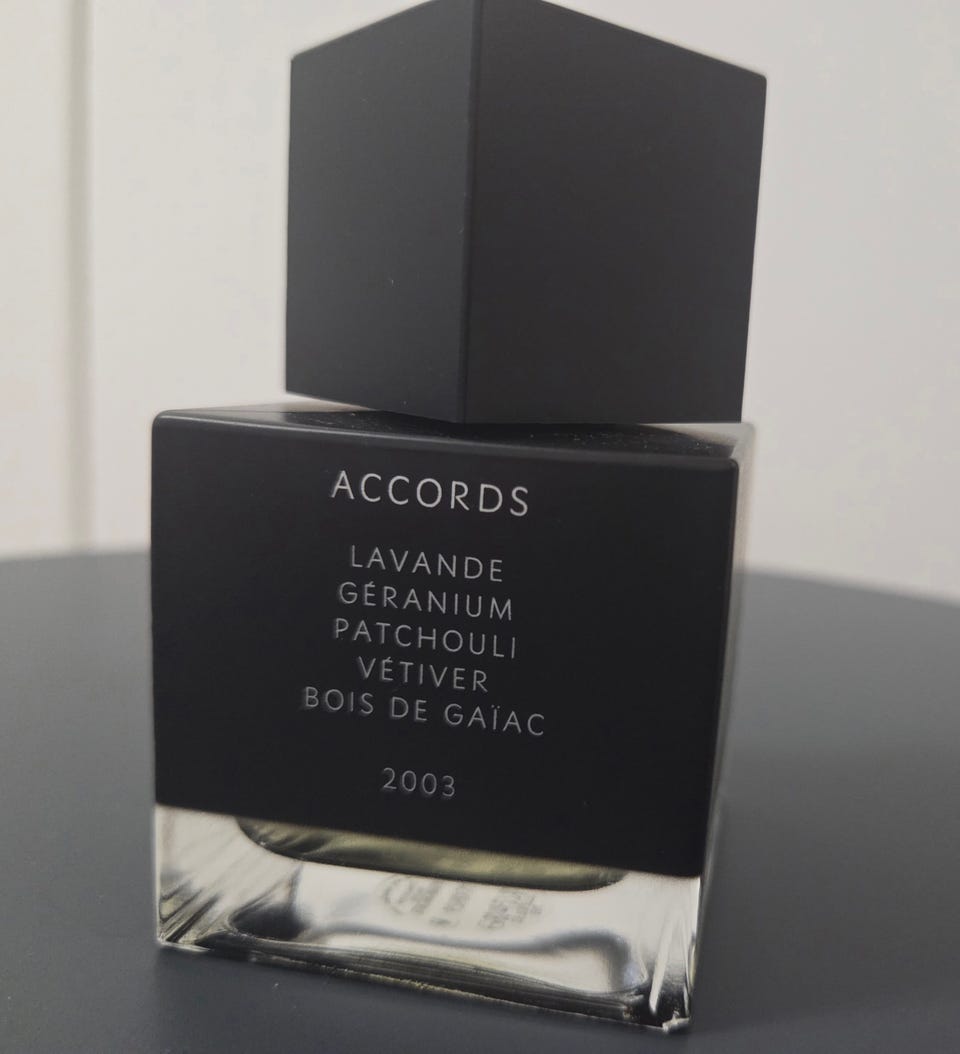 ACCORDS
LAVANDE
GÉRANIUM
PATCHOULI
VÉTIVER
BOIS DE GAÏAC
2003